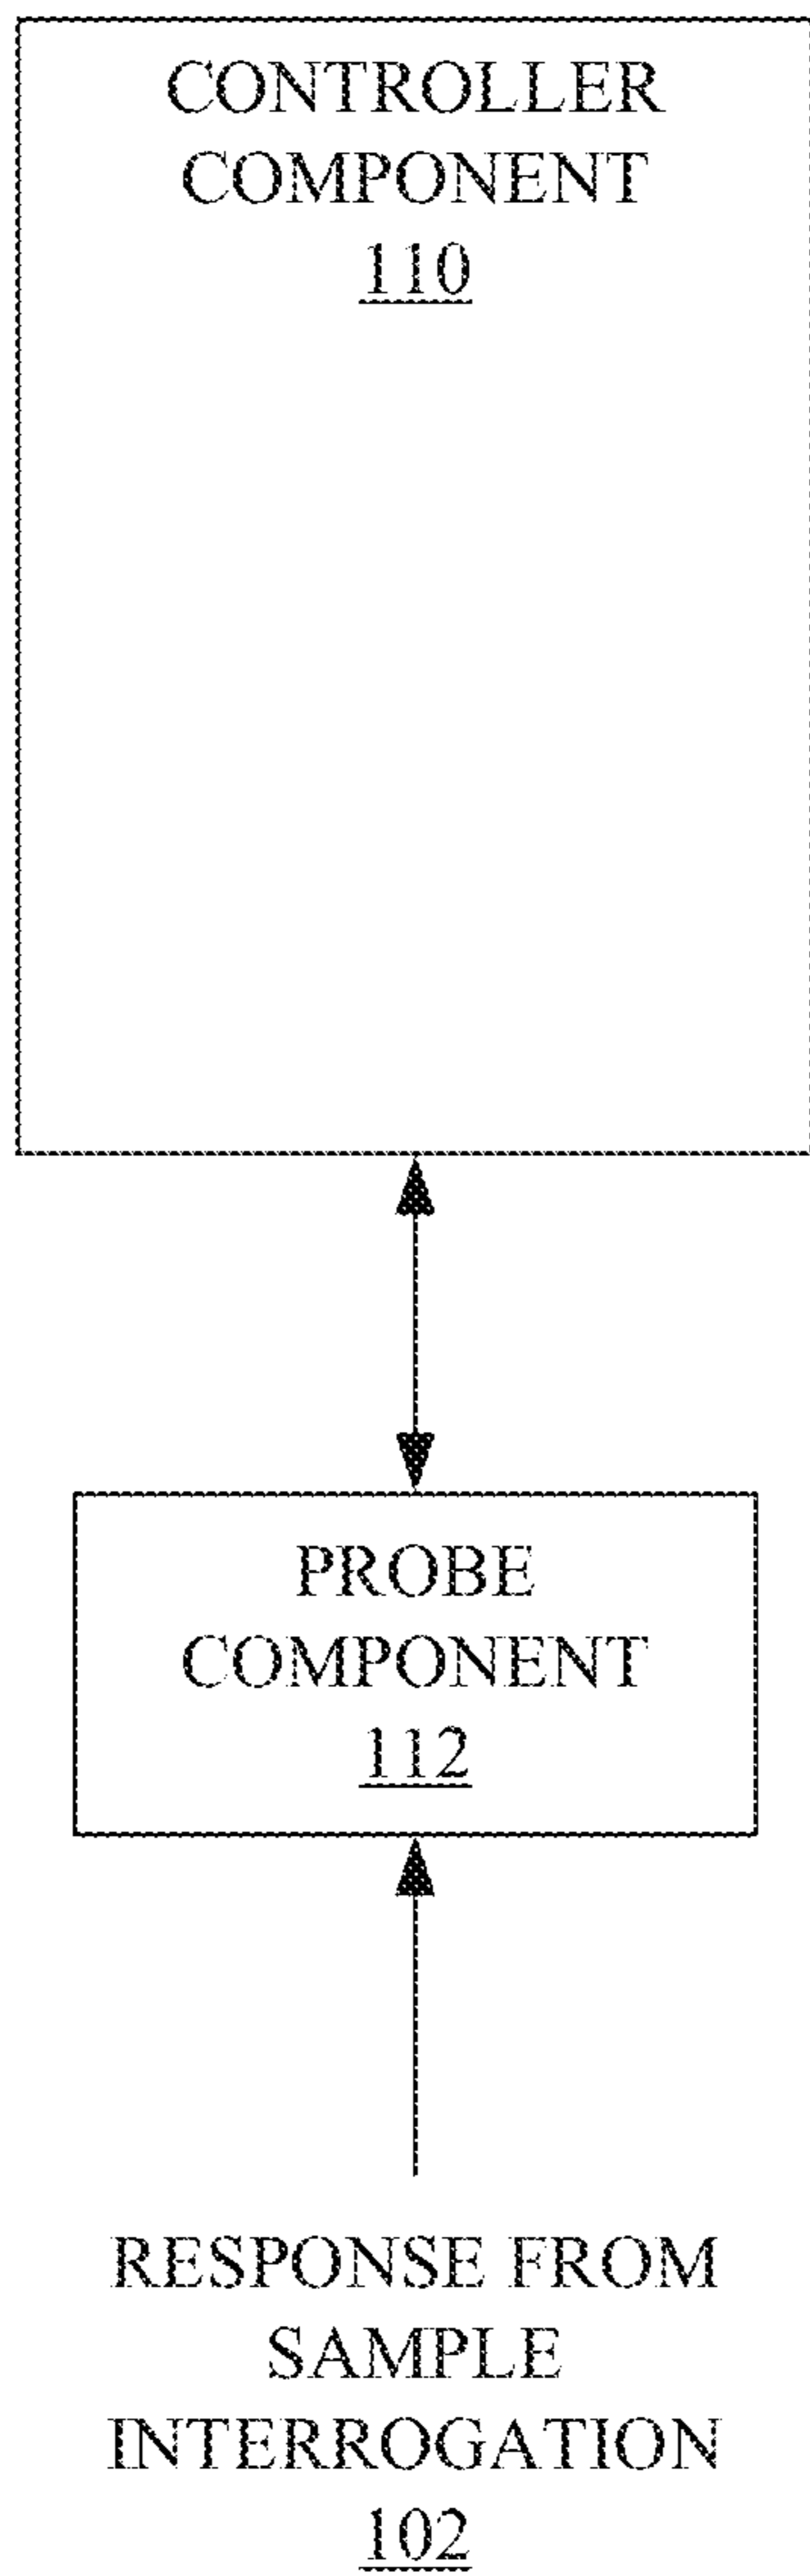 CONTROLLER
COMPONENT
110
PROBE
COMPONENT
112
RESPONSE FROM
SAMPLE
INTERROGATION
102